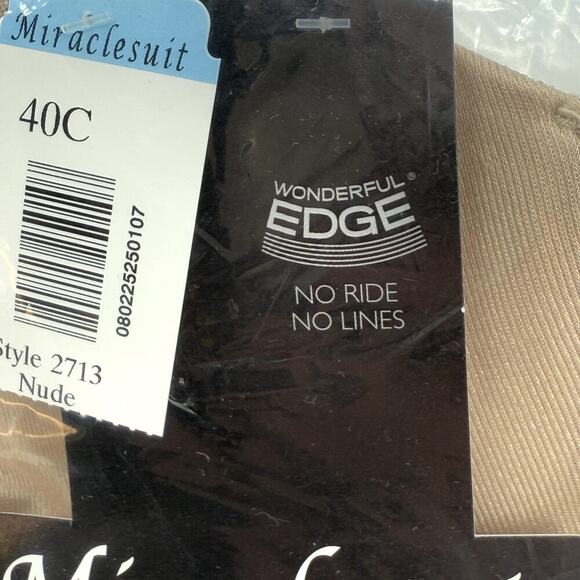 Miraclesuit
40C
080225250107
Style 2713
Nude
WONDERFUL
EDGE®
NO RIDE
NO LINES